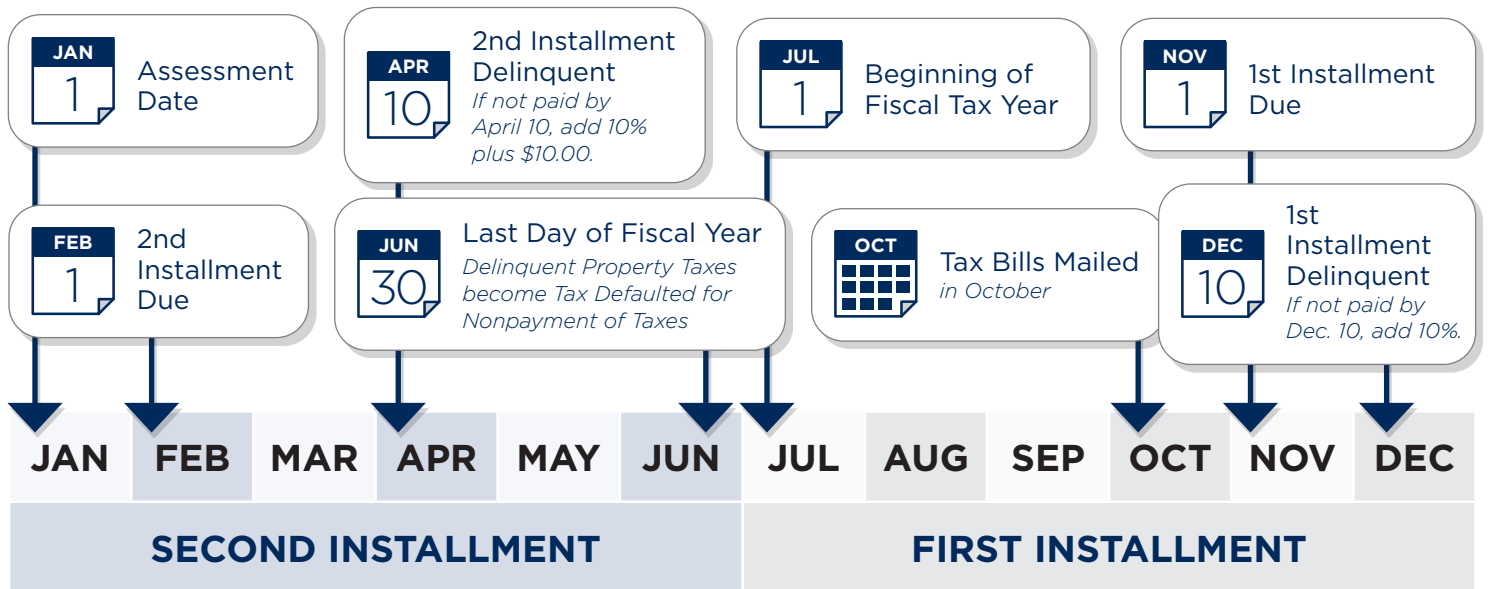 JAN
1
Assessment
Date
APR
10
2nd Installment
Delinquent
If not paid by
April 10, add 10%
plus $10.00.
JUL
1
Beginning of
Fiscal Tax Year
NOV
1
1st Installment
Due
FEB
1
2nd
Installment
Due
JUN
30
Last Day of Fiscal Year
Delinquent Property Taxes
become Tax Defaulted for
Nonpayment of Taxes
OCT
Tax Bills Mailed
in October
DEC
10
1st
Installment
Delinquent
If not paid by
Dec. 10, add 10%.
JAN FEB MAR APR MAY JUN JUL AUG SEP OCT NOV DEC
SECOND INSTALLMENT FIRST INSTALLMENT